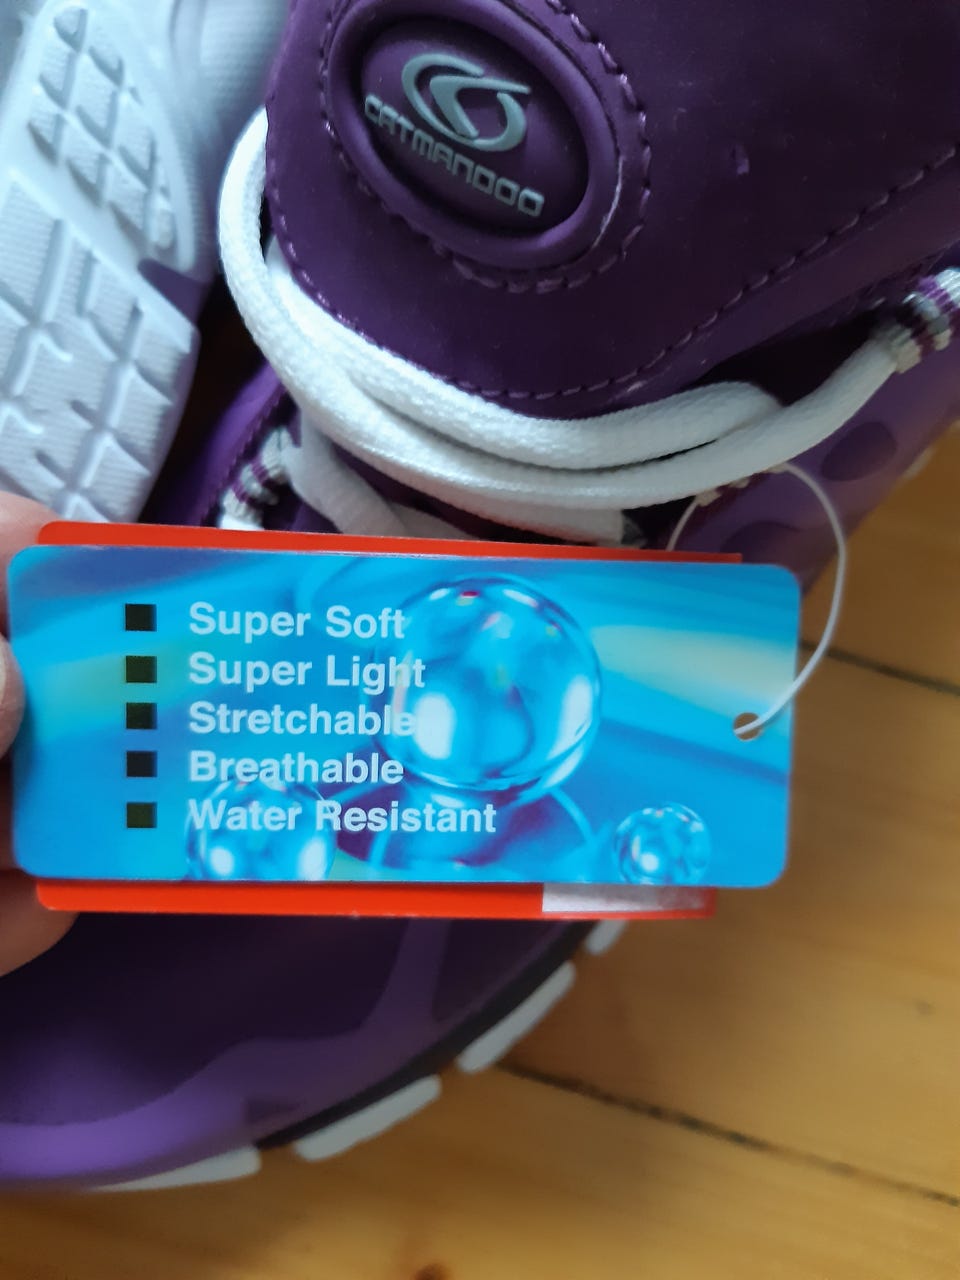 CATMANDOO
Super Soft
Super Light
Stretchable
Breathable
Water Resistant